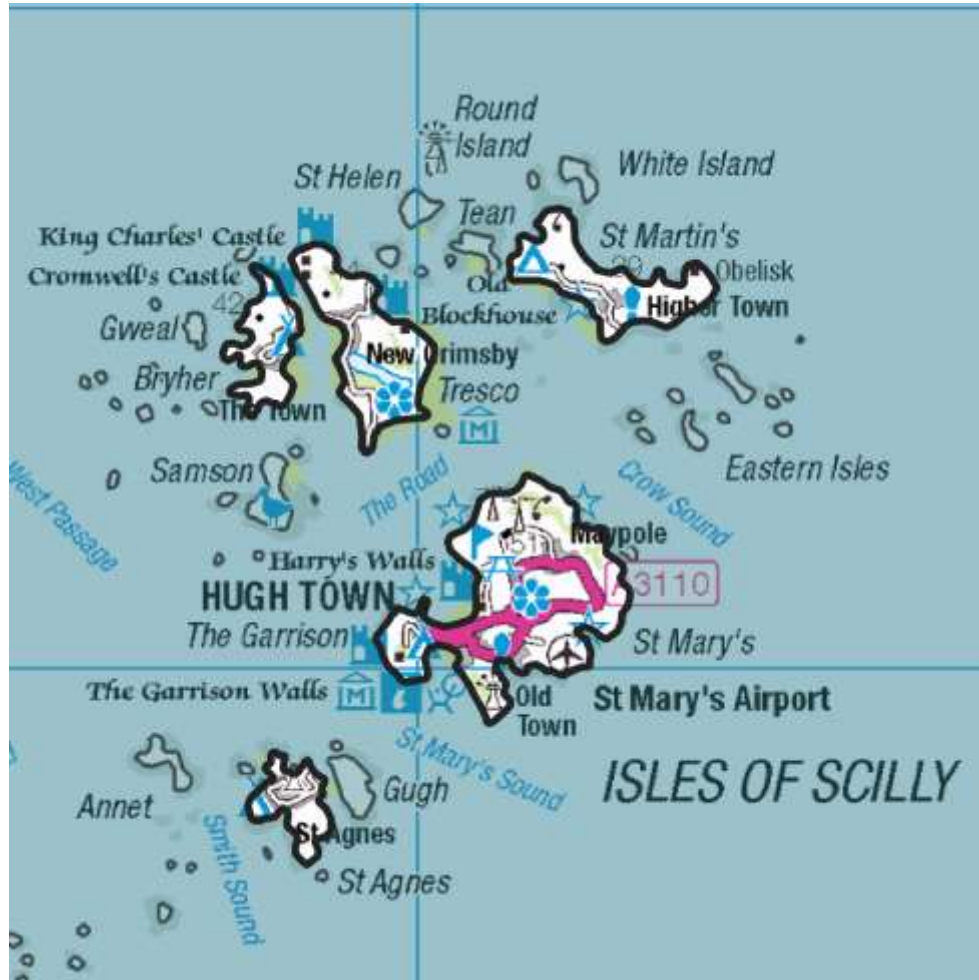 Round
Island
White Island
St Helen
Tean
King Charles' Castle
St Martin's
Cromwell's Castle
Old
Obelisk
42
Blockhouse
Higher Town
Gweal
New Grimsby
Bryher
Tresco
The Town
M
Samson
The Road
Crow Sound
Eastern Isles
West Passage
Maypole
51
Harry's Walls
HUGH TOWN
A3110
The Garrison
St Mary's
The Garrison Walls
M
i
Old
Town
St Mary's Airport
St Mary's Sound
ISLES OF SCILLY
Annet
Gugh
Smith Sound
St Agnes
St Agnes